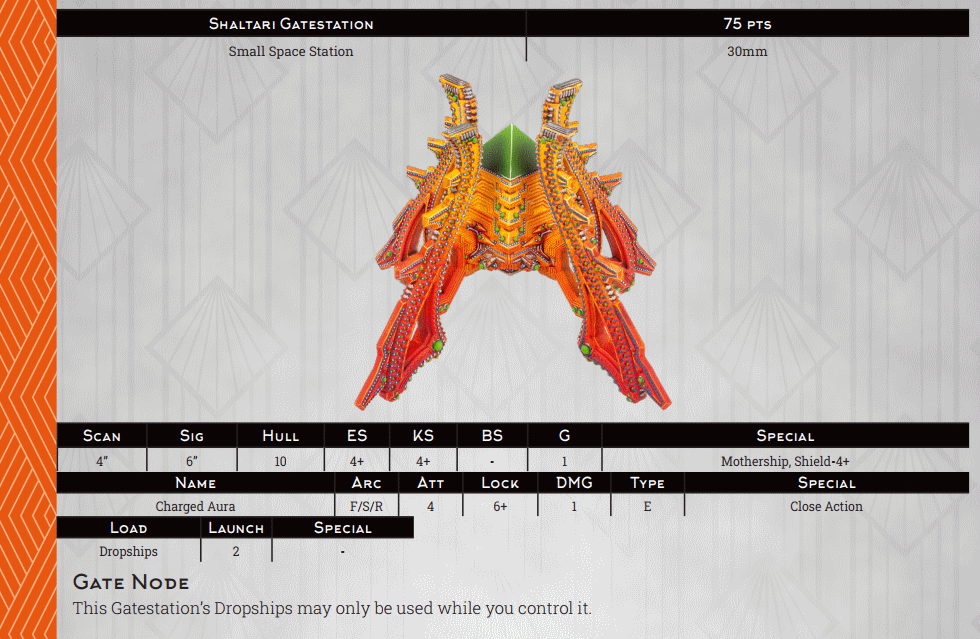 Shaltari Gatestation 75 pts
Small Space Station 30mm
Scan Sig Hull ES KS BS G Special
4" 6" 10 4+ 4+ - 1 Mothership, Shield-4+
Name Arc Att Lock DMG Type Special
Charged Aura F/S/R 4 6+ 1 E Close Action
Load Launch Special
Dropships 2 -
Gate Node
This Gatestation's Dropships may only be used while you control it.